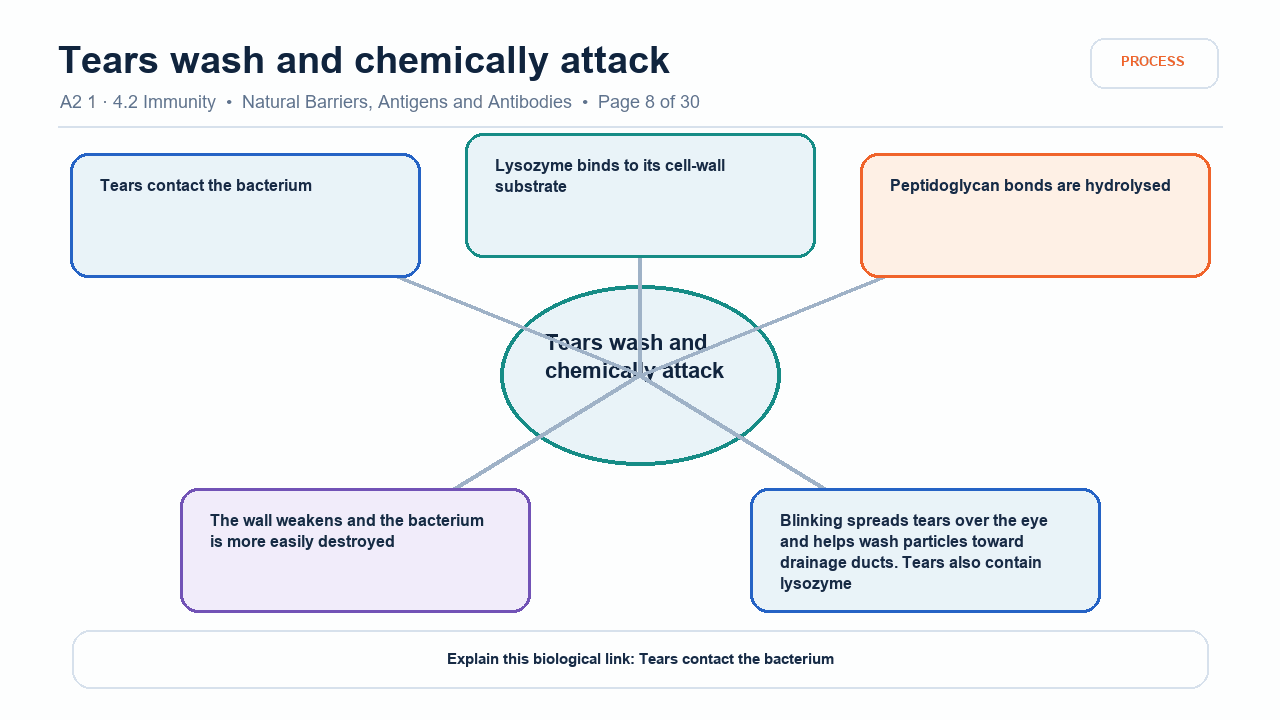 Tears wash and chemically attack
PROCESS
A2 1 · 4.2 Immunity • Natural Barriers, Antigens and Antibodies • Page 8 of 30
Tears contact the bacterium
Lysozyme binds to its cell-wall
substrate
Peptidoglycan bonds are hydrolysed
Tears wash and
chemically attack
The wall weakens and the bacterium
is more easily destroyed
Blinking spreads tears over the eye
and helps wash particles toward
drainage ducts. Tears also contain
lysozyme
Explain this biological link: Tears contact the bacterium